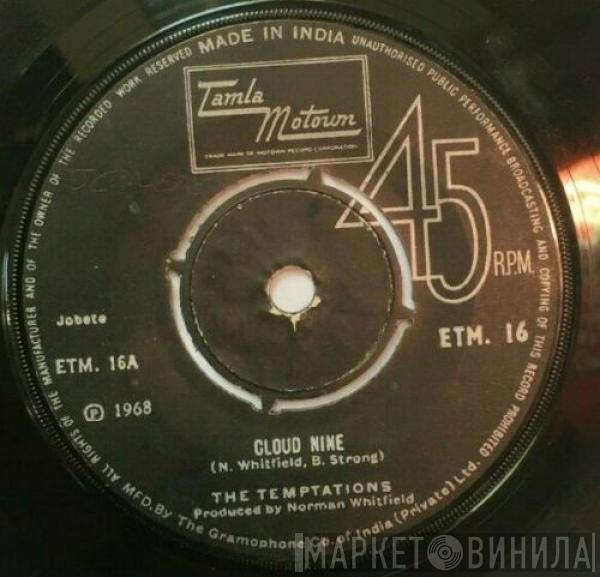 ALL RIGHTS OF THE MANUFACTURER AND OF THE OWNER OF THE RECORDED WORK RESERVED MADE IN INDIA UNAUTHORISED PUBLIC PERFORMANCE BROADCASTING AND COPYING OF THIS RECORD PROHIBITED
Tamla
Motown
TRADE MARK OF MOTOWN RECORD CORPORATION
45
R.P.M.
Jobete
ETM. 16
ETM. 16A
℗ 1968
CLOUD NINE
(N. Whitfield, B. Strong)
THE TEMPTATIONS
Produced by Norman Whitfield
MFD. By The Gramophone Co. of India (Private) Ltd.
МАРКЕТ ВИНИЛА